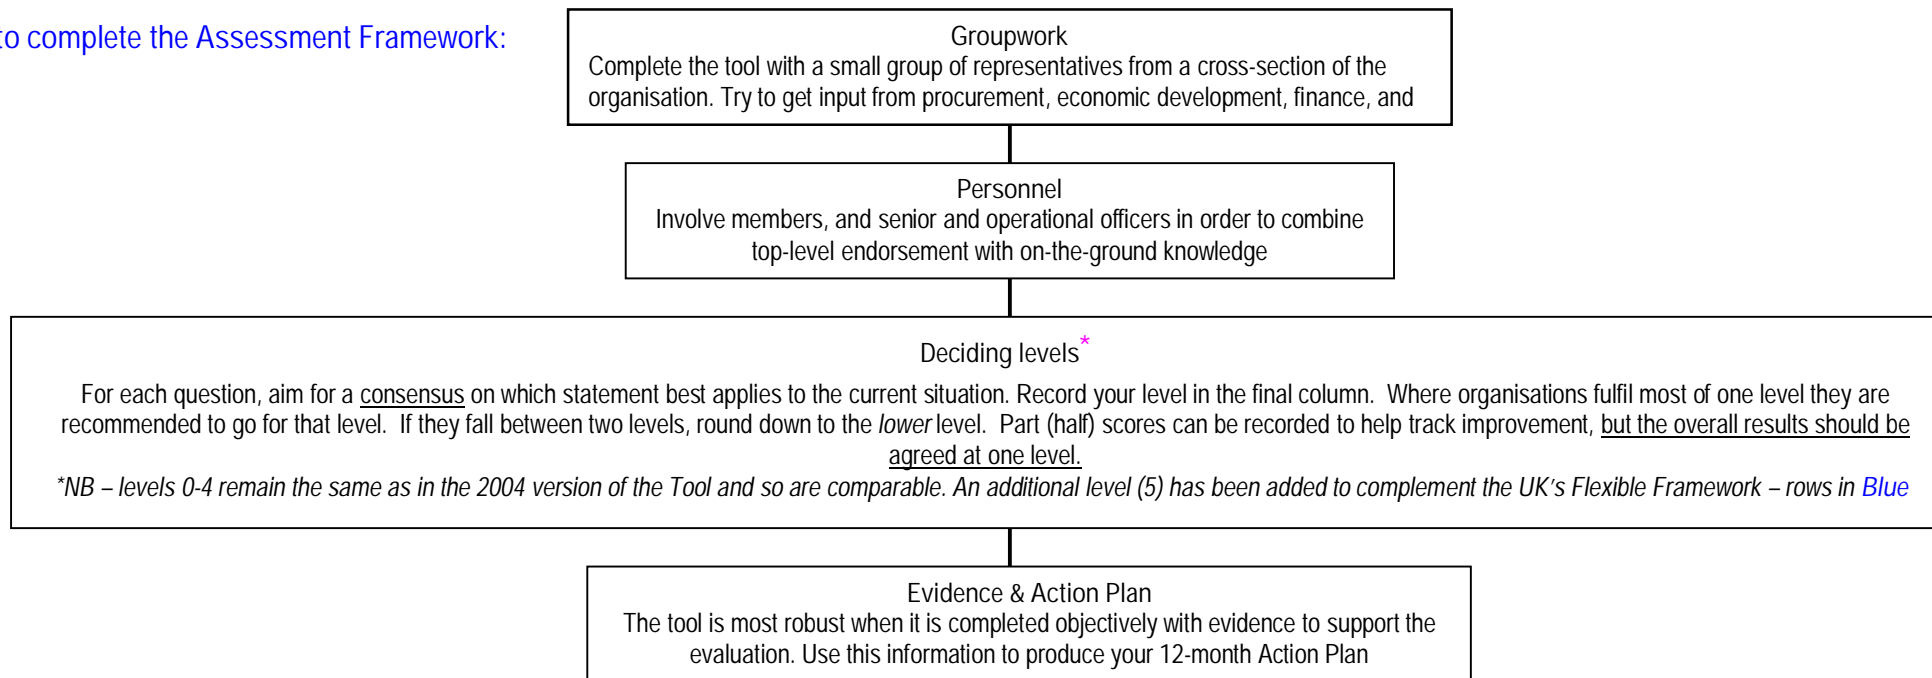 to complete the Assessment Framework:
Groupwork
Complete the tool with a small group of representatives from a cross-section of the
organisation. Try to get input from procurement, economic development, finance, and
Personnel
Involve members, and senior and operational officers in order to combine
top-level endorsement with on-the-ground knowledge
Deciding levels*
For each question, aim for a consensus on which statement best applies to the current situation. Record your level in the final column.  Where organisations fulfil most of one level they are
recommended to go for that level.  If they fall between two levels, round down to the lower level.  Part (half) scores can be recorded to help track improvement, but the overall results should be
agreed at one level.
*NB – levels 0-4 remain the same as in the 2004 version of the Tool and so are comparable. An additional level (5) has been added to complement the UK's Flexible Framework – rows in Blue
Evidence & Action Plan
The tool is most robust when it is completed objectively with evidence to support the
evaluation. Use this information to produce your 12-month Action Plan